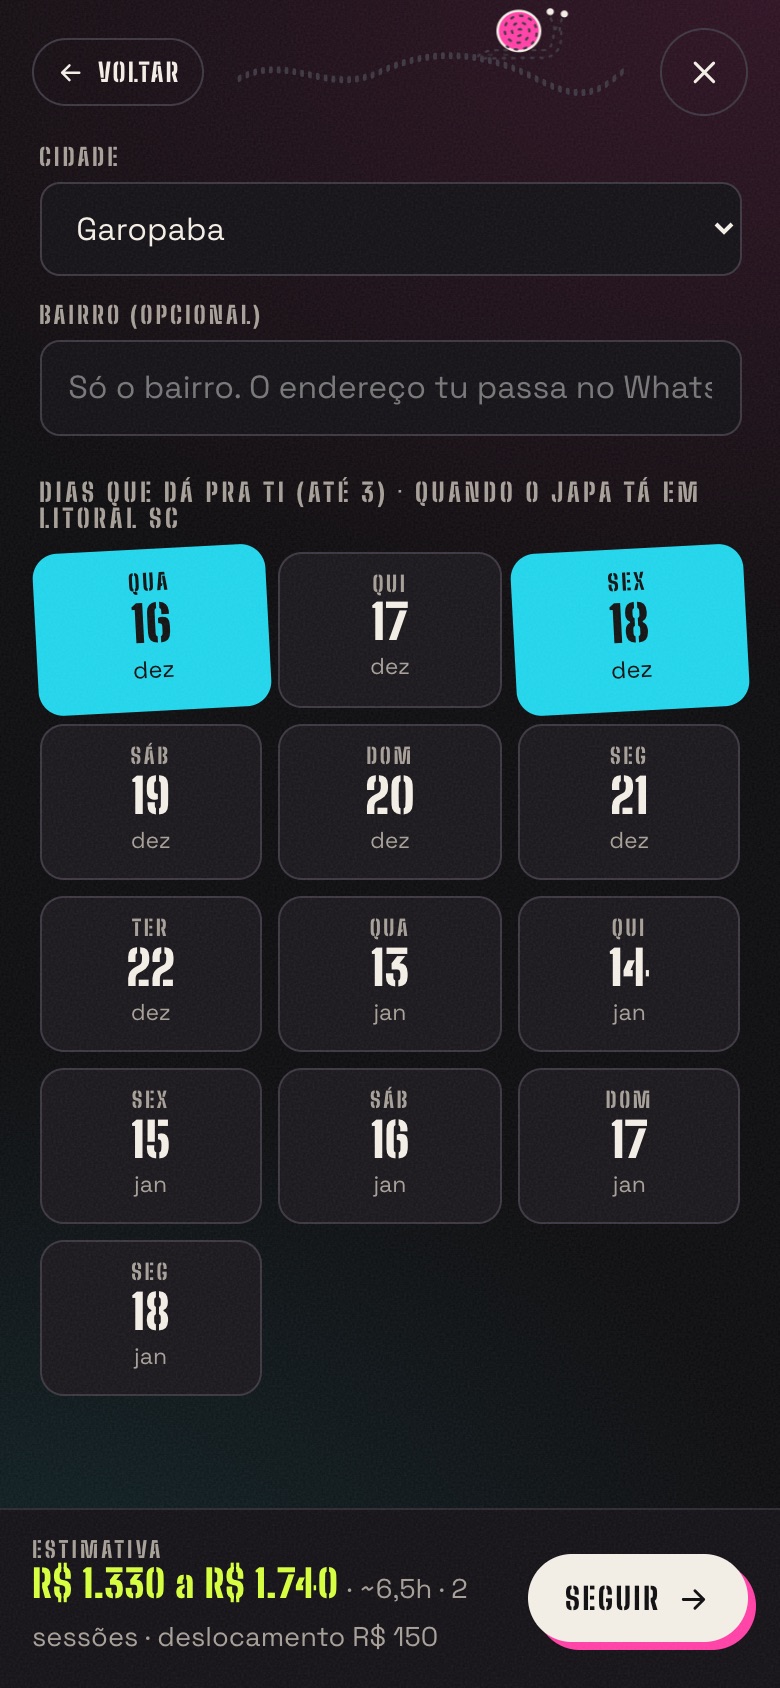 ← VOLTAR
CIDADE
Garopaba
BAIRRO (OPCIONAL)
Só o bairro. O endereço tu passa no Whats
DIAS QUE DÁ PRA TI (ATÉ 3) · QUANDO O JAPA TÁ EM
LITORAL SC
QUA QUI SEX
16 17 18
dez dez dez
SÁB DOM SEG
19 20 21
dez dez dez
TER QUA QUI
22 13 14
dez jan jan
SEX SÁB DOM
15 16 17
jan jan jan
SEG
18
jan
ESTIMATIVA
R$ 1.330 a R$ 1.740 · ~6,5h · 2
sessões · deslocamento R$ 150
SEGUIR →